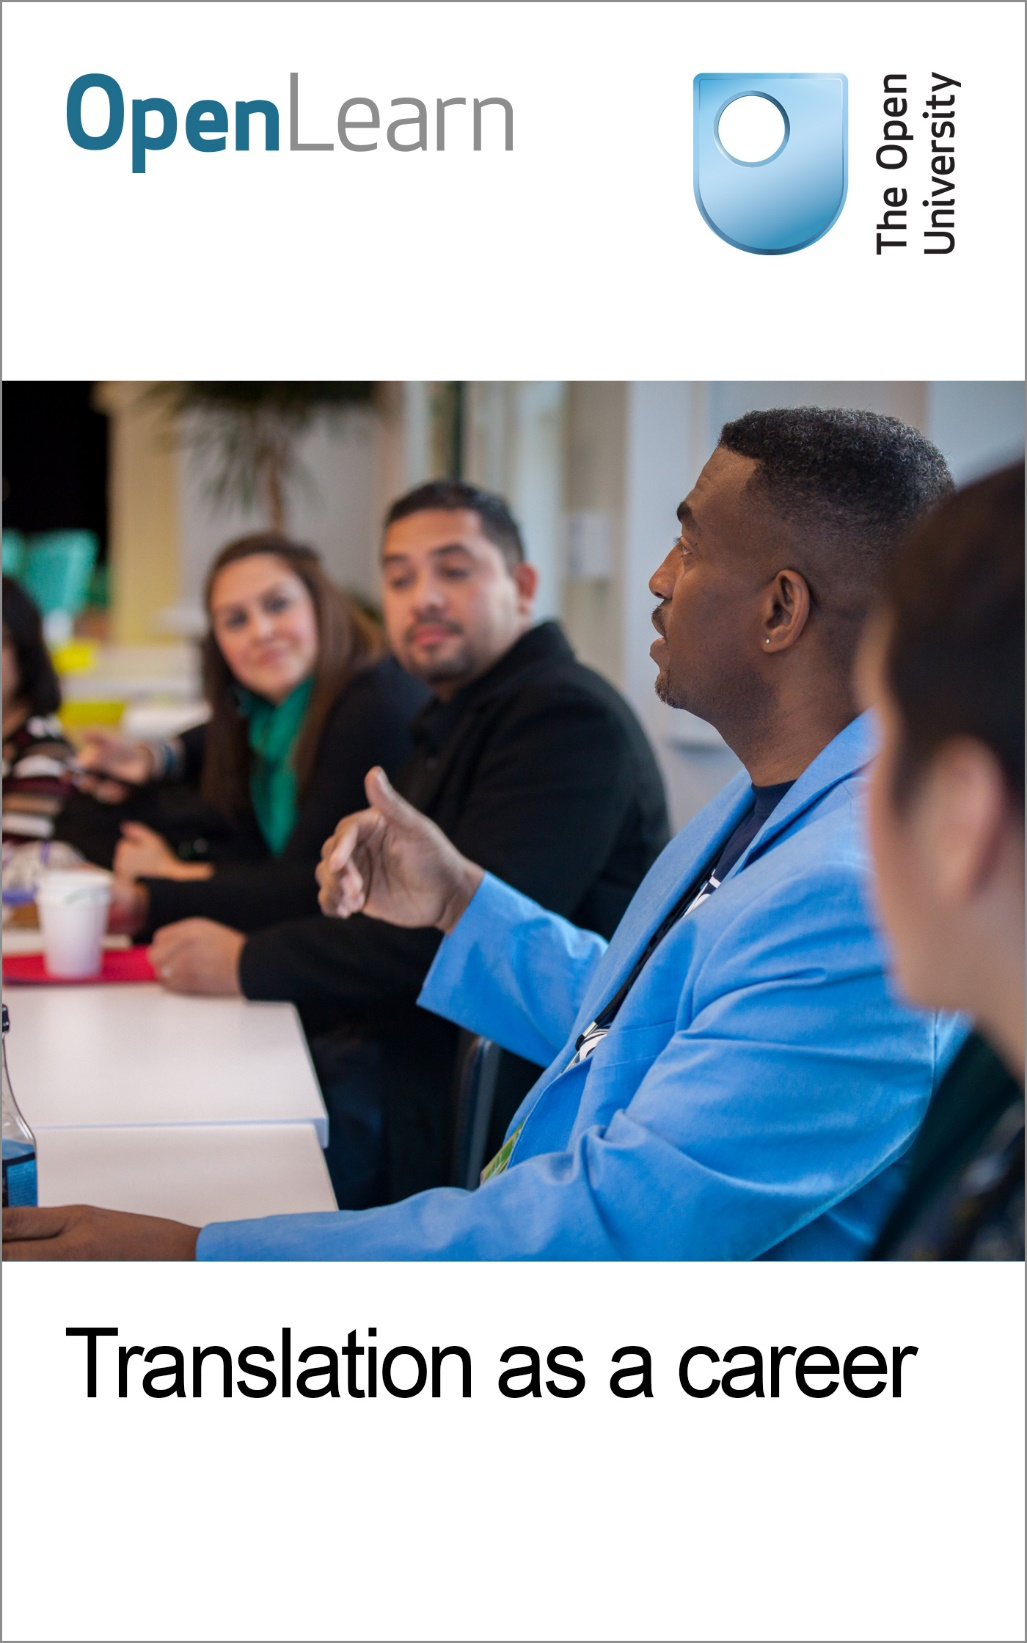 OpenLearn
The Open
University
Translation as a career